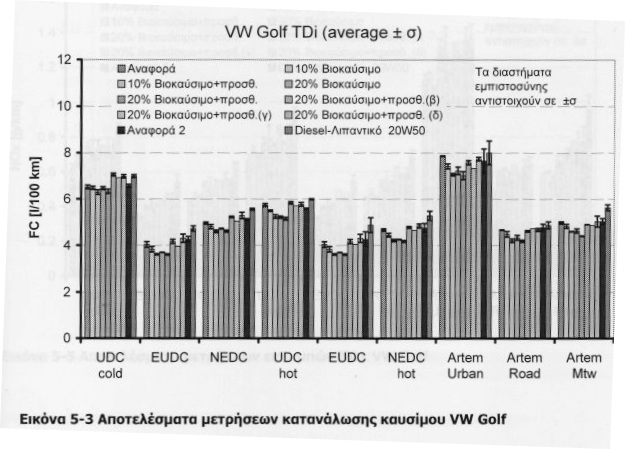 VW Golf TDi (average ± σ)
FC [l/100 km]
12
10
8
6
4
2
0
Αναφορά
10% Βιοκαύσιμο
10% Βιοκαύσιμο+προσθ.
20% Βιοκαύσιμο
20% Βιοκαύσιμο+προσθ.
20% Βιοκαύσιμο+προσθ.(β)
20% Βιοκαύσιμο+προσθ.(γ)
20% Βιοκαύσιμο+προσθ. (δ)
Αναφορά 2
Diesel-Λιπαντικό 20W50
Τα διαστήματα
εμπιστοσύνης
αντιστοιχούν σε ±σ
UDC cold
EUDC
NEDC
UDC hot
EUDC
NEDC hot
Artem Urban
Artem Road
Artem Mtw
Εικόνα 5-3 Αποτελέσματα μετρήσεων κατανάλωσης καυσίμου VW Golf